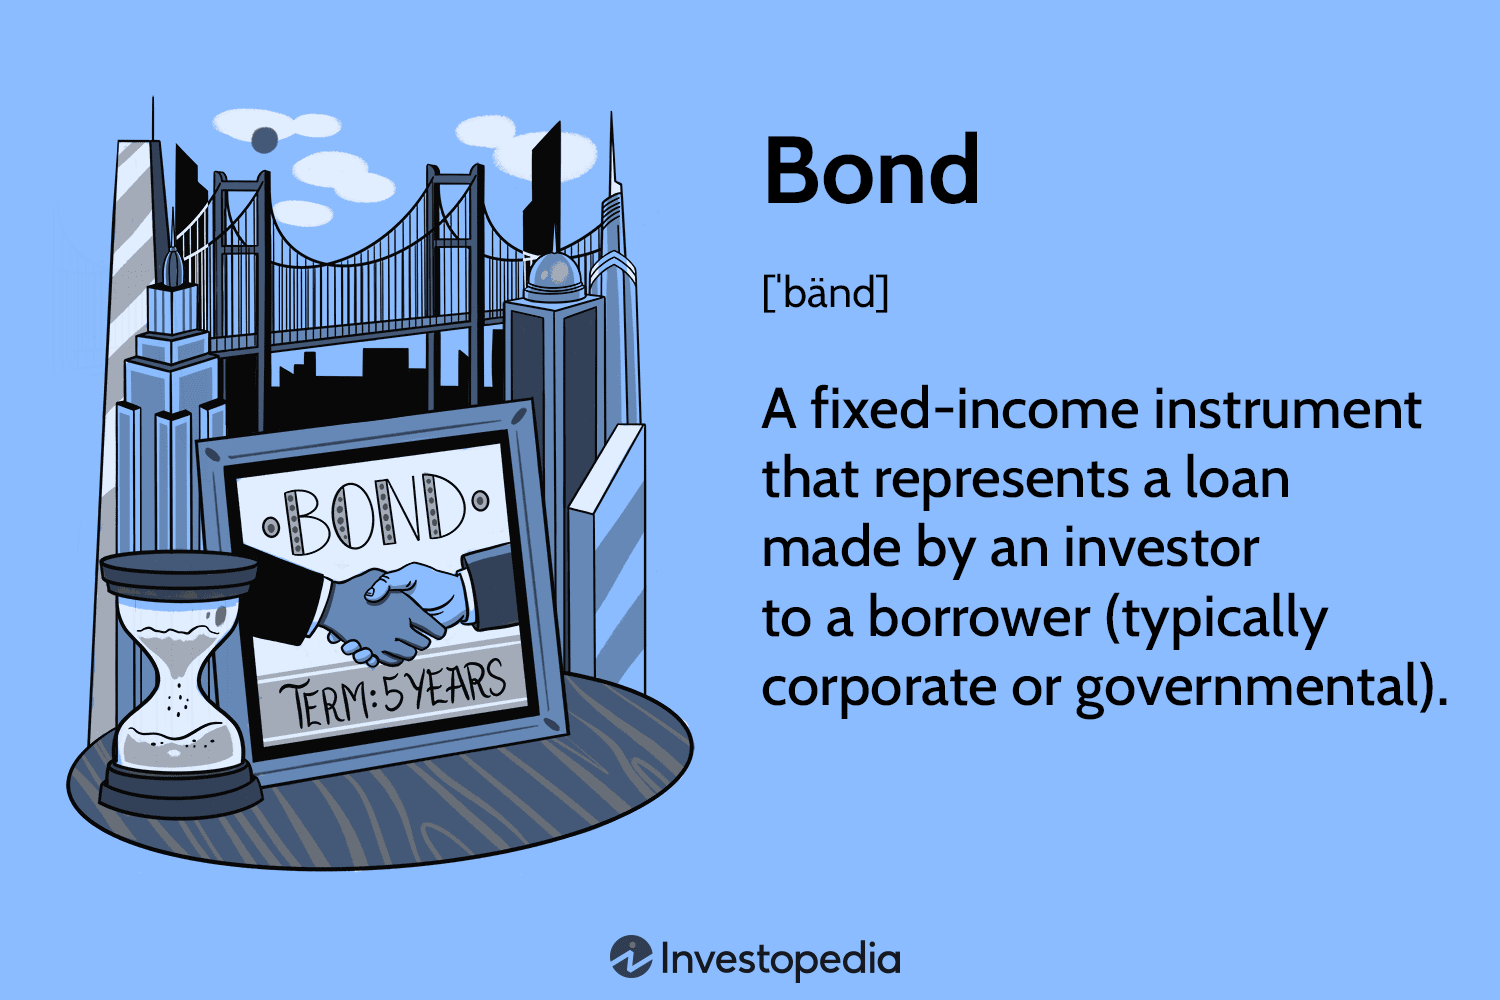 Bond
[ˈbänd]
A fixed-income instrument
that represents a loan
made by an investor
to a borrower (typically
corporate or governmental).
BOND
TERM: 5 YEARS
Investopedia